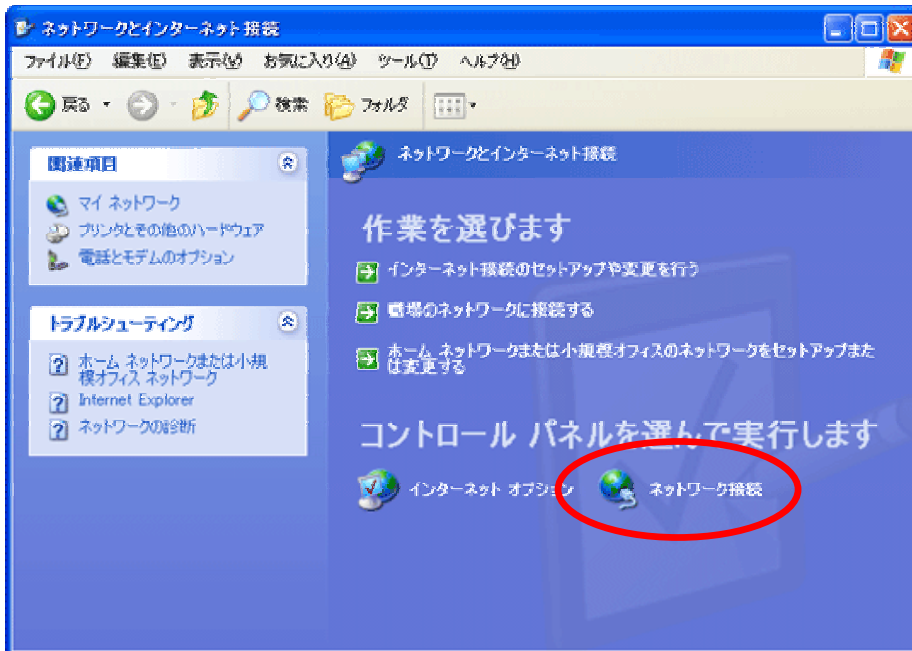 ネットワークとインターネット接続
ファイル(F) 編集(E) 表示(V) お気に入り(A) ツール(T) ヘルプ(H)
戻る 検索 フォルダ
関連項目
マイ ネットワーク
プリンタとその他のハードウェア
電話とモデムのオプション
トラブルシューティング
ホーム ネットワークまたは小規
模オフィス ネットワーク
Internet Explorer
ネットワークの診断
ネットワークとインターネット接続
作業を選びます
インターネット接続のセットアップや変更を行う
職場のネットワークに接続する
ホーム ネットワークまたは小規模オフィスのネットワークをセットアップまた
は変更する
コントロール パネルを選んで実行します
インターネット オプション
ネットワーク接続